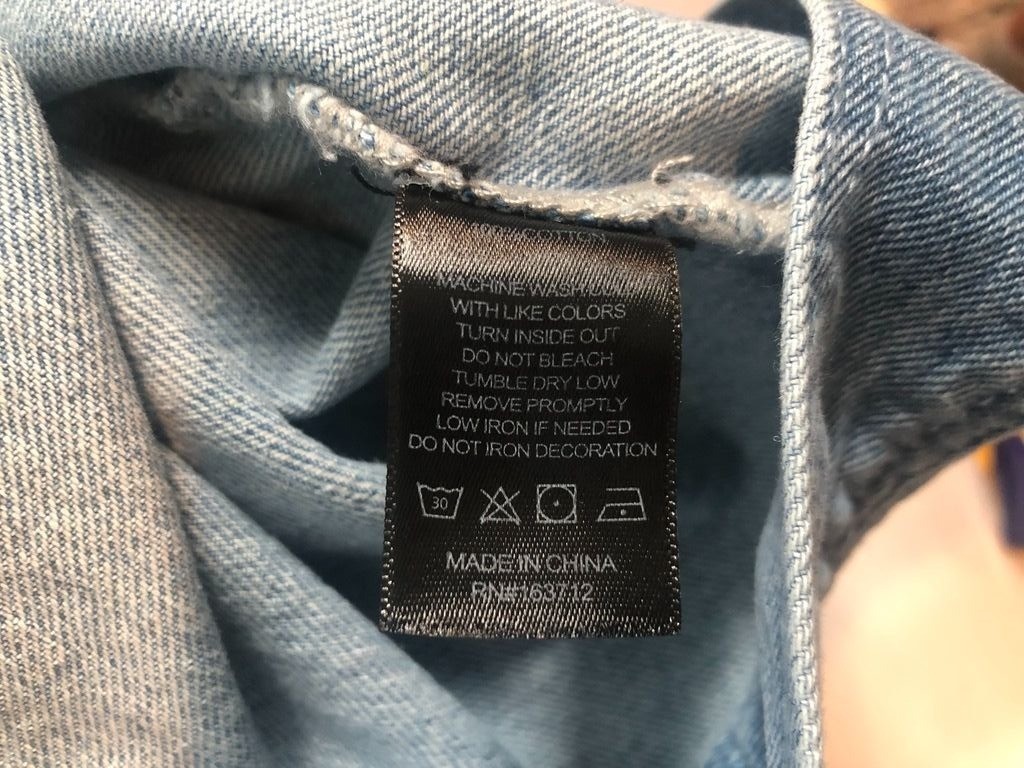 MACHINE WASH
WITH LIKE COLORS
TURN INSIDE OUT
DO NOT BLEACH
TUMBLE DRY LOW
REMOVE PROMPTLY
LOW IRON IF NEEDED
DO NOT IRON DECORATION
30
MADE IN CHINA
RN#163712